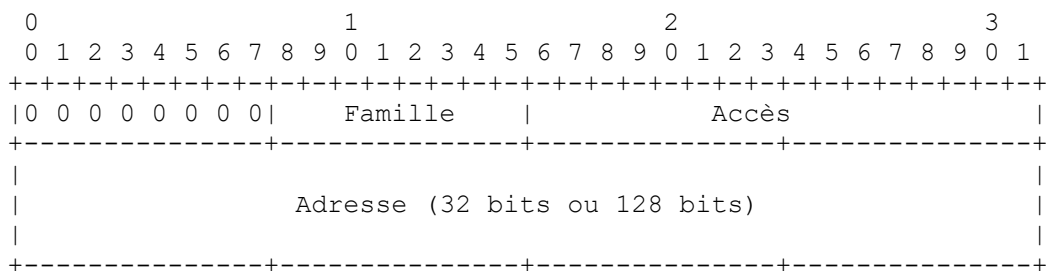 0                   1                   2                   3
 0 1 2 3 4 5 6 7 8 9 0 1 2 3 4 5 6 7 8 9 0 1 2 3 4 5 6 7 8 9 0 1
+-+-+-+-+-+-+-+-+-+-+-+-+-+-+-+-+-+-+-+-+-+-+-+-+-+-+-+-+-+-+-+-+
|0 0 0 0 0 0 0 0|    Famille    |           Accès               |
+---------------+---------------+---------------+---------------+
|                                                               |
|                 Adresse (32 bits ou 128 bits)                 |
|                                                               |
+---------------+---------------+---------------+---------------+